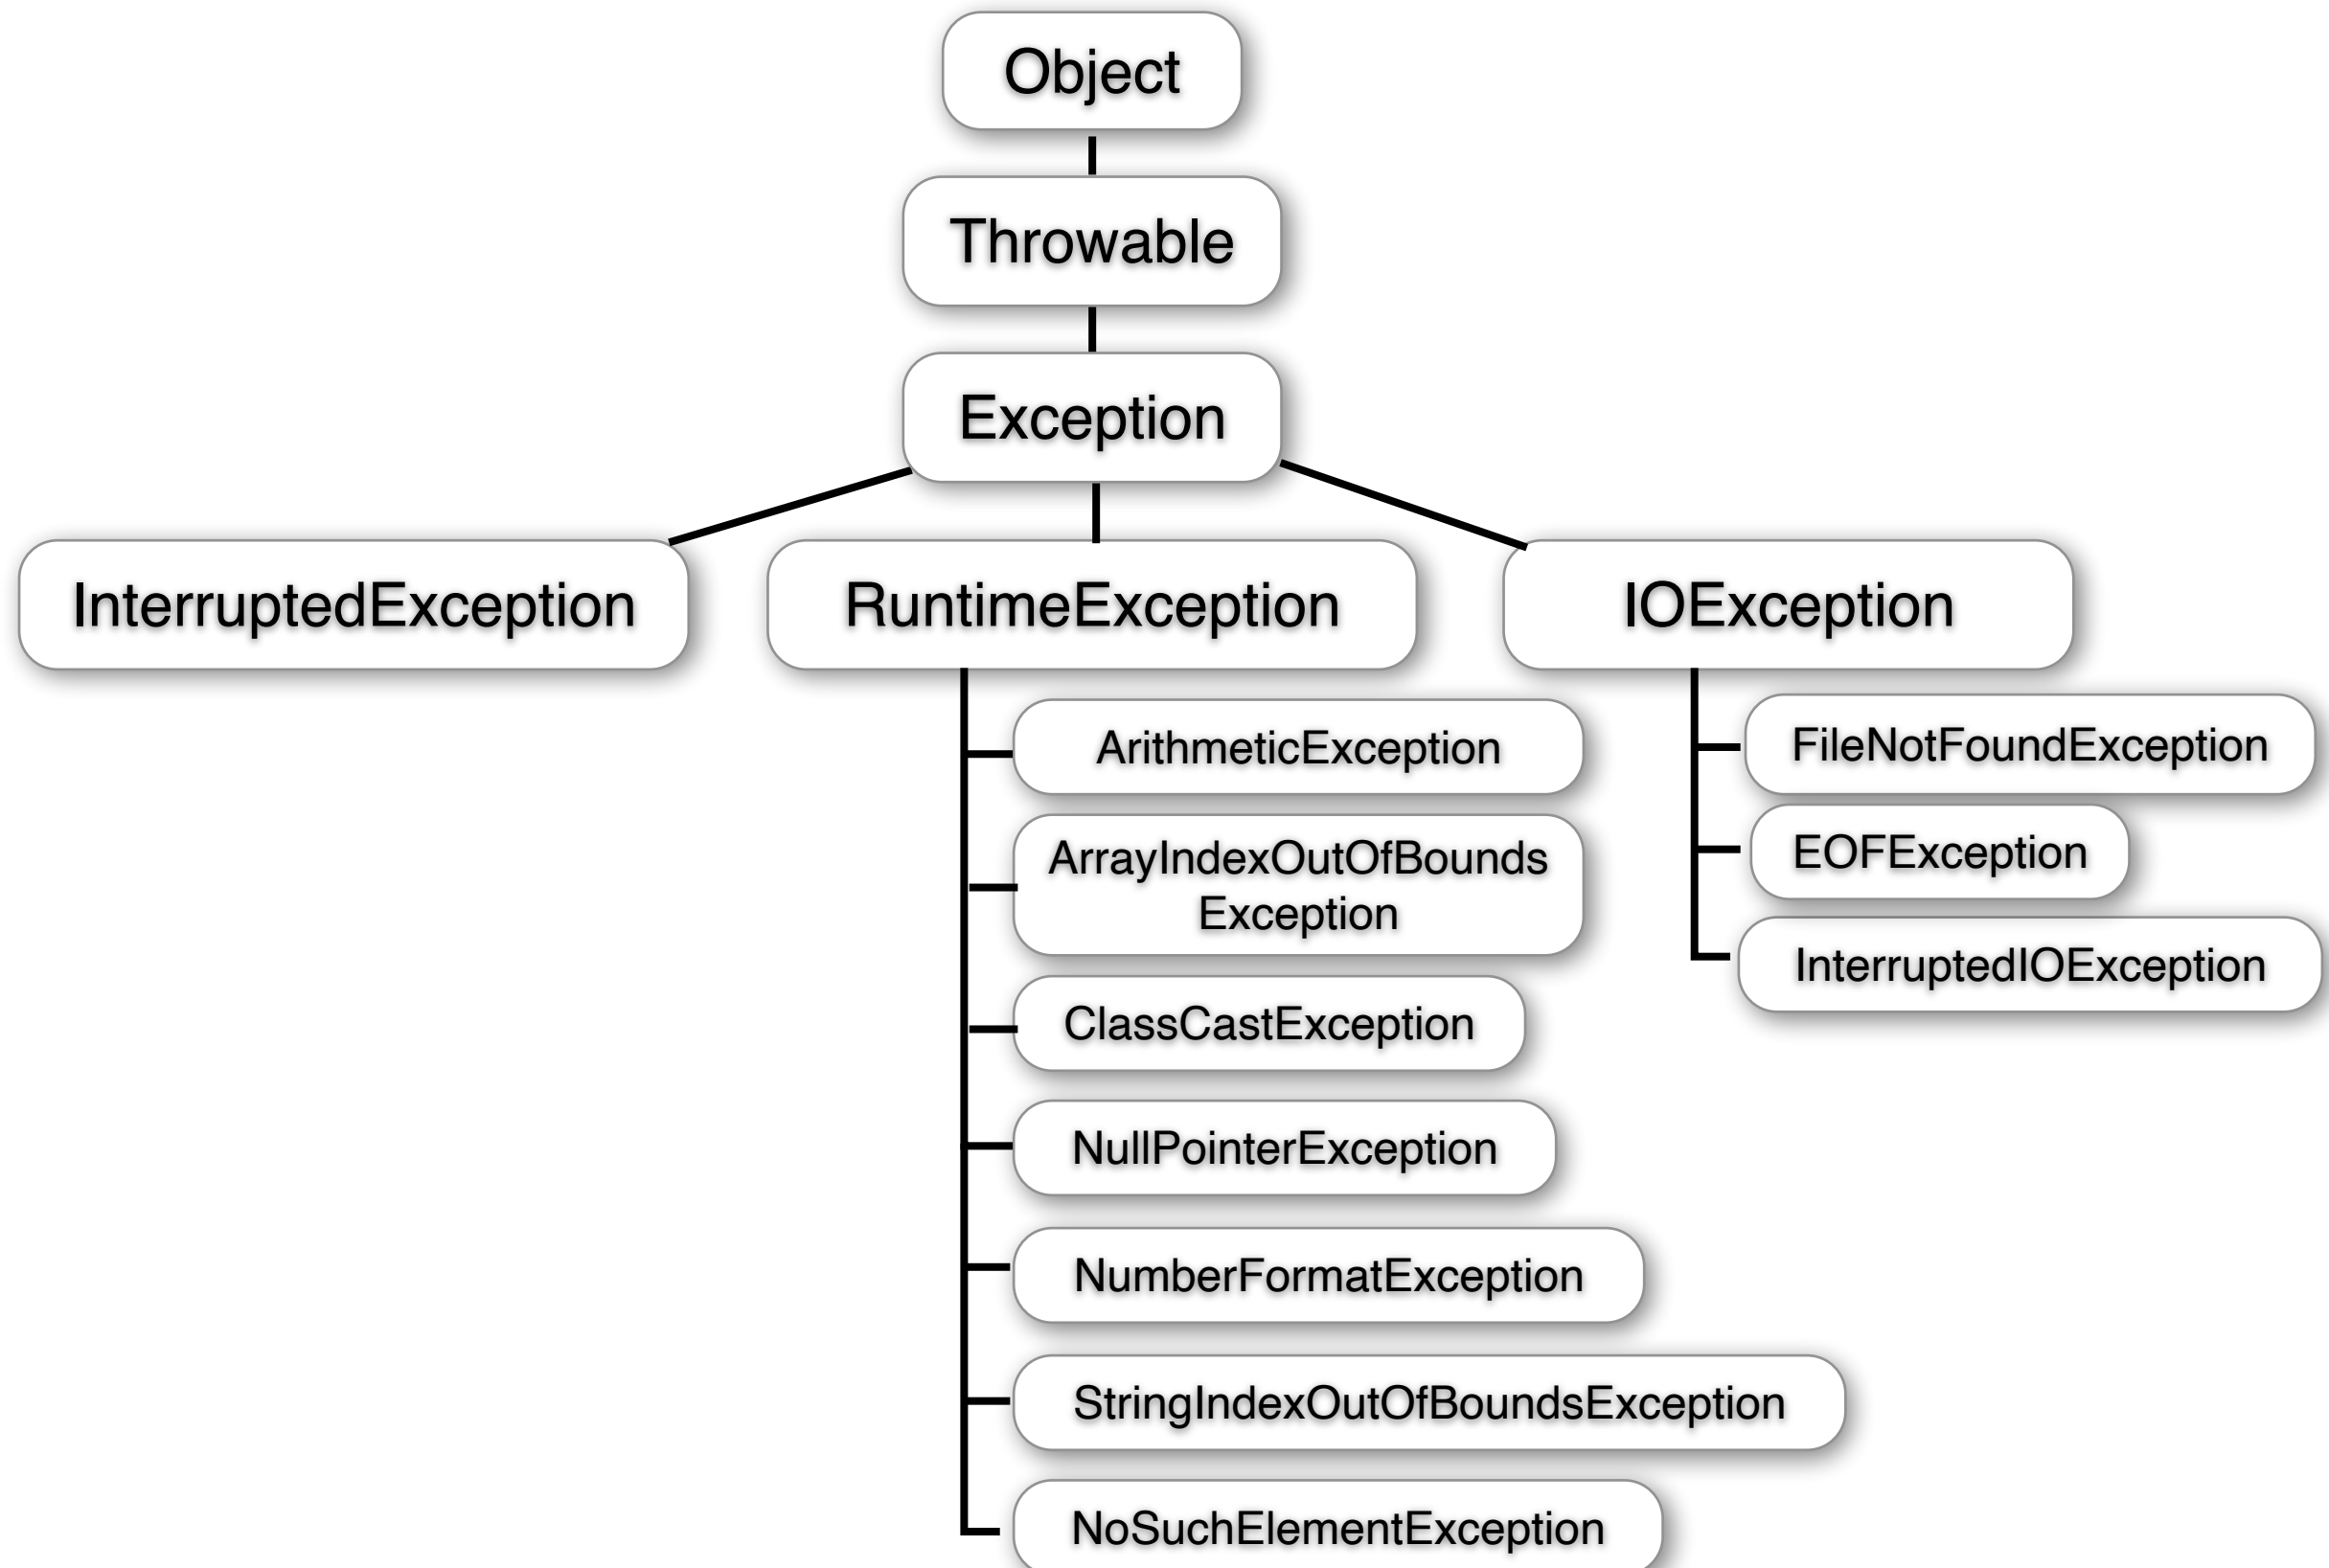 Object
Throwable
Exception
InterruptedException
RuntimeException
IOException
ArithmeticException
ArrayIndexOutOfBounds
Exception
ClassCastException
NullPointerException
NumberFormatException
StringIndexOutOfBoundsException
NoSuchElementException
FileNotFoundException
EOFException
InterruptedIOException